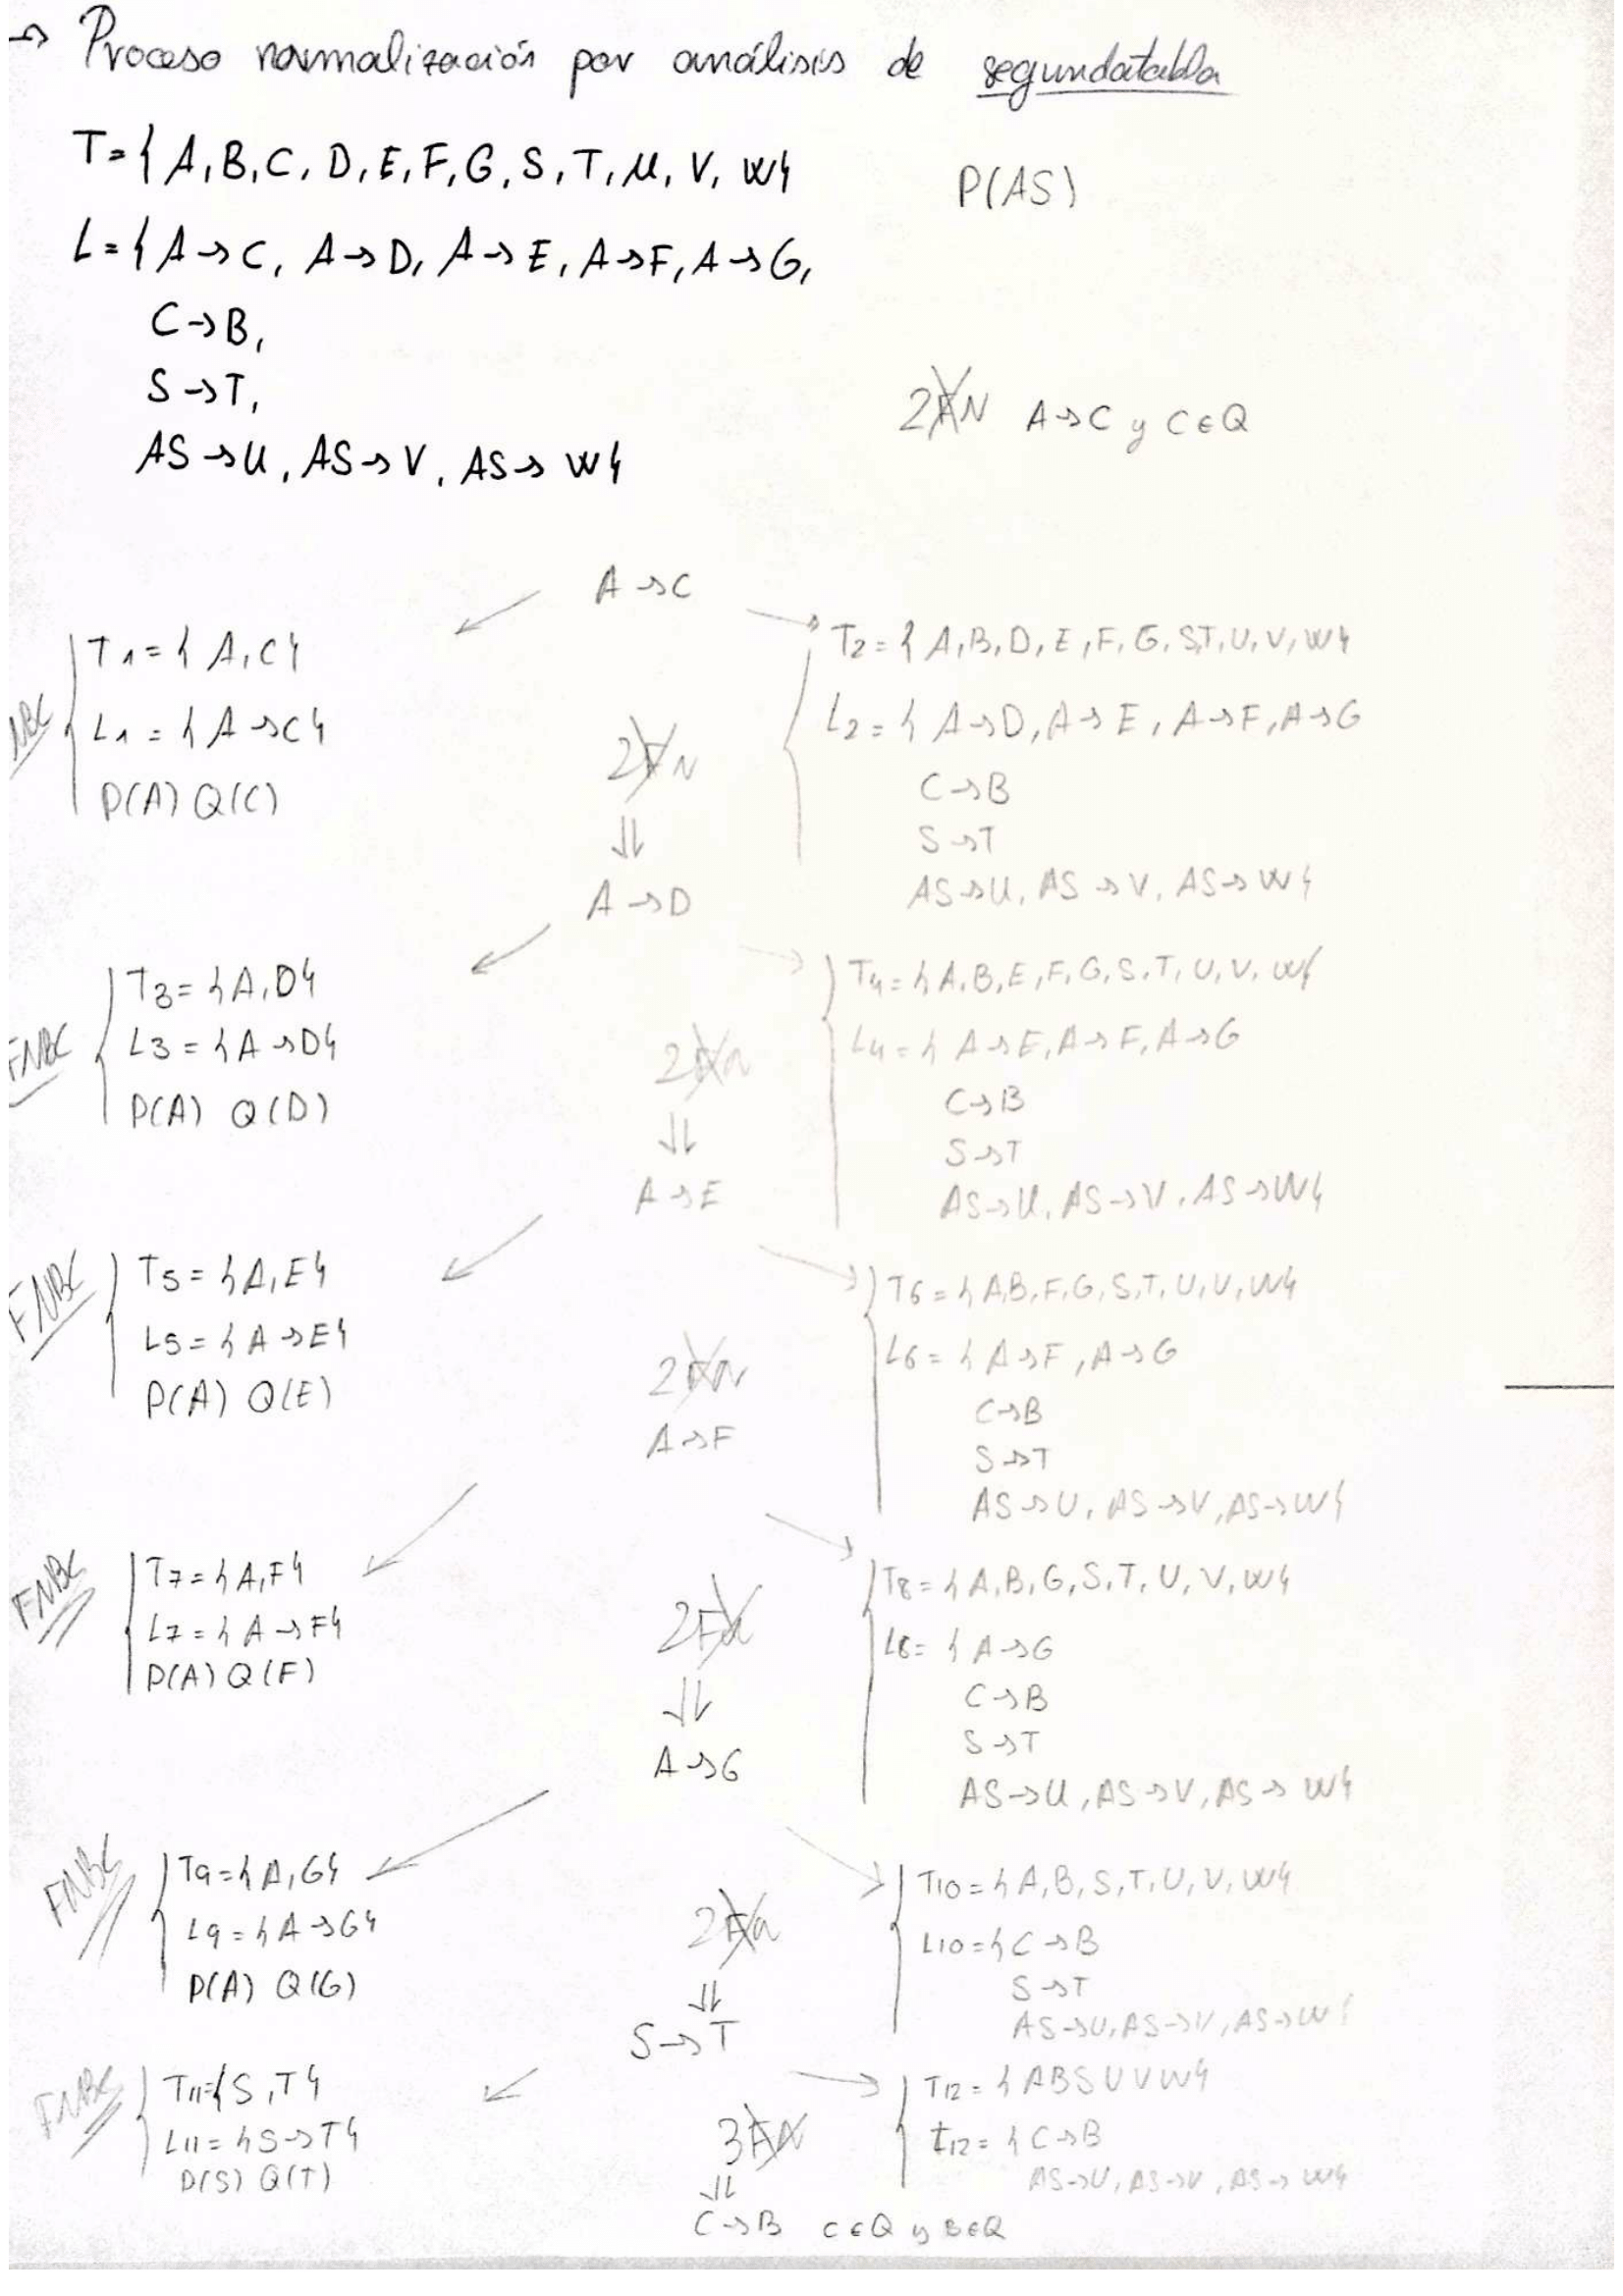 → Proceso normalización por análisis de segundatabla
T={A,B,C,D,E,F,G,S,T,U,V,W}
P(AS)
L={A→C, A→D, A→E, A→F, A→G,
C→B,
S→T,
2FN A→C y C∈Q
AS→U, AS→V, AS→W}
A→C
T1={A,C}
L1={A→C}
P(A) Q(C)
T2={A,B,D,E,F,G,S,T,U,V,W}
L2={A→D, A→E, A→F, A→G
C→B
S→T
AS→U, AS→V, AS→W}
NBC
2FN
⇓
A→D
FNBC
T3={A,D}
L3={A→D}
P(A) Q(D)
T4={A,B,E,F,G,S,T,U,V,W}
L4={A→E, A→F, A→G
C→B
S→T
AS→U, AS→V, AS→W}
2FN
⇓
A→E
FNBC
T5={A,E}
L5={A→E}
P(A) Q(E)
T6={A,B,F,G,S,T,U,V,W}
L6={A→F, A→G
C→B
S→T
AS→U, AS→V, AS→W}
2FN
A→F
FNBC
T7={A,F}
L7={A→F}
P(A) Q(F)
T8={A,B,G,S,T,U,V,W}
L8={A→G
C→B
S→T
AS→U, AS→V, AS→W}
2FN
⇓
A→G
FNBC
T9={A,G}
L9={A→G}
P(A) Q(G)
T10={A,B,S,T,U,V,W}
L10={C→B
S→T
AS→U, AS→V, AS→W}
2FN
⇓
S→T
FNBC
T11={S,T}
L11={S→T}
P(S) Q(T)
T12={ABSUVW}
L12={C→B
AS→U, AS→V, AS→W}
3FN
⇓
C→B C∈Q y B∈Q